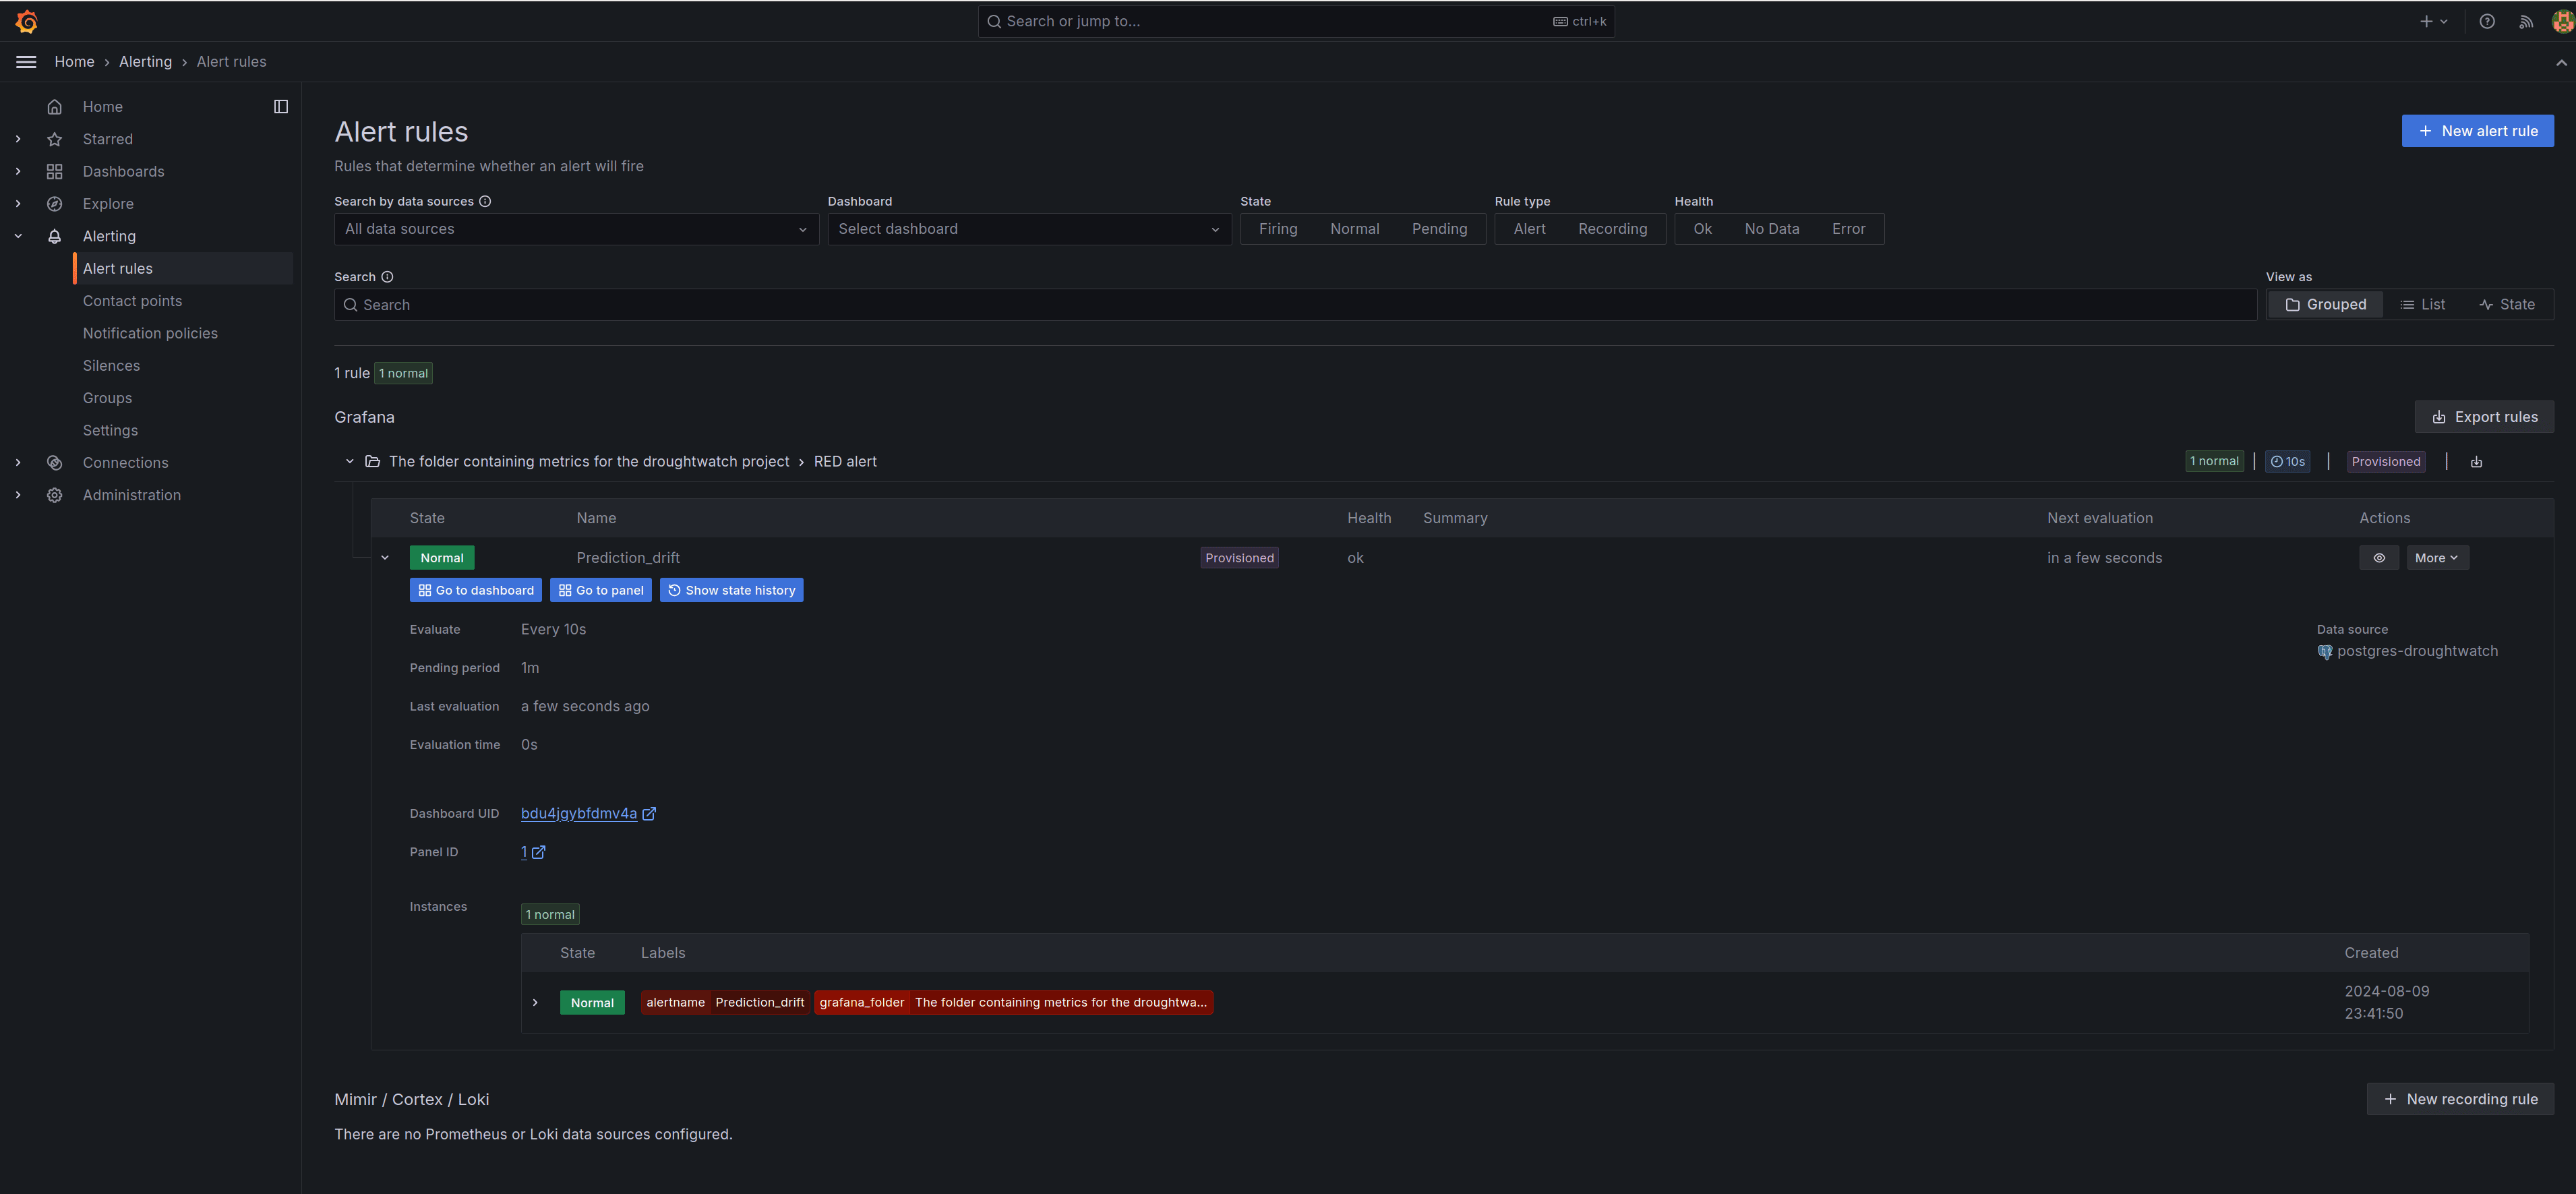 Search or jump to...
ctrl+k
Home › Alerting › Alert rules
Home
Starred
Dashboards
Explore
Alerting
Alert rules
Contact points
Notification policies
Silences
Groups
Settings
Connections
Administration
Alert rules
New alert rule
Rules that determine whether an alert will fire
Search by data sources
Dashboard
State
Rule type
Health
All data sources
Select dashboard
Firing Normal Pending
Alert Recording
Ok No Data Error
Search
View as
Search
Grouped List State
1 rule 1 normal
Grafana
Export rules
The folder containing metrics for the droughtwatch project › RED alert
1 normal | 10s | Provisioned |
State Name Health Summary Next evaluation Actions
Normal Prediction_drift Provisioned ok in a few seconds More
Go to dashboard Go to panel Show state history
Evaluate Every 10s
Data source
postgres-droughtwatch
Pending period 1m
Last evaluation a few seconds ago
Evaluation time 0s
Dashboard UID bdu4jgybfdmv4a
Panel ID 1
Instances 1 normal
State Labels Created
Normal alertname Prediction_drift grafana_folder The folder containing metrics for the droughtwa... 2024-08-09
23:41:50
Mimir / Cortex / Loki
New recording rule
There are no Prometheus or Loki data sources configured.